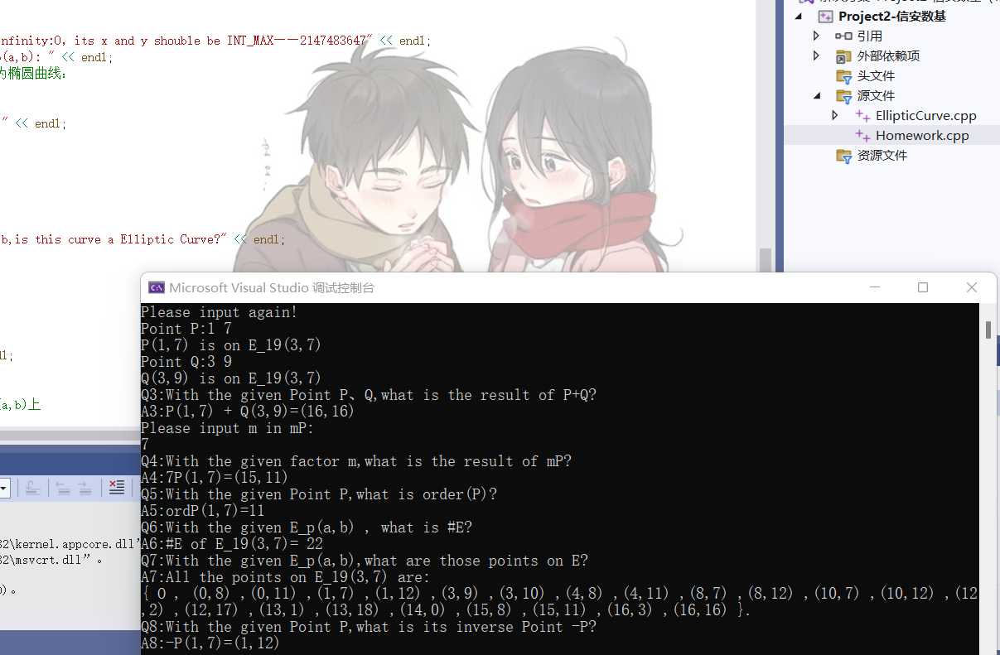 nfinity:O, its x and y shouble be INT_MAX——2147483647" << endl;
(a,b): " << endl;
为椭圆曲线:
" << endl;
b,is this curve a Elliptic Curve?" << endl;
l;
a,b)上
Project2-信安数基
引用
外部依赖项
头文件
源文件
EllipticCurve.cpp
Homework.cpp
资源文件
32\kernel.appcore.dll"
32\msvcrt.dll”。
)。
Microsoft Visual Studio 调试控制台
Please input again!
Point P:1 7
P(1,7) is on E_19(3,7)
Point Q:3 9
Q(3,9) is on E_19(3,7)
Q3:With the given Point P、Q,what is the result of P+Q?
A3:P(1,7) + Q(3,9)=(16,16)
Please input m in mP:
7
Q4:With the given factor m,what is the result of mP?
A4:7P(1,7)=(15,11)
Q5:With the given Point P,what is order(P)?
A5:ordP(1,7)=11
Q6:With the given E_p(a,b) , what is #E?
A6:#E of E_19(3,7)= 22
Q7:With the given E_p(a,b),what are those points on E?
A7:All the points on E_19(3,7) are:
{ O , (0,8) ,(0,11) ,(1,7) ,(1,12) ,(3,9) ,(3,10) ,(4,8) ,(4,11) ,(8,7) ,(8,12) ,(10,7) ,(10,12) ,(12
,2) ,(12,17) ,(13,1) ,(13,18) ,(14,0) ,(15,8) ,(15,11) ,(16,3) ,(16,16) }.
Q8:With the given Point P,what is its inverse Point -P?
A8:-P(1,7)=(1,12)